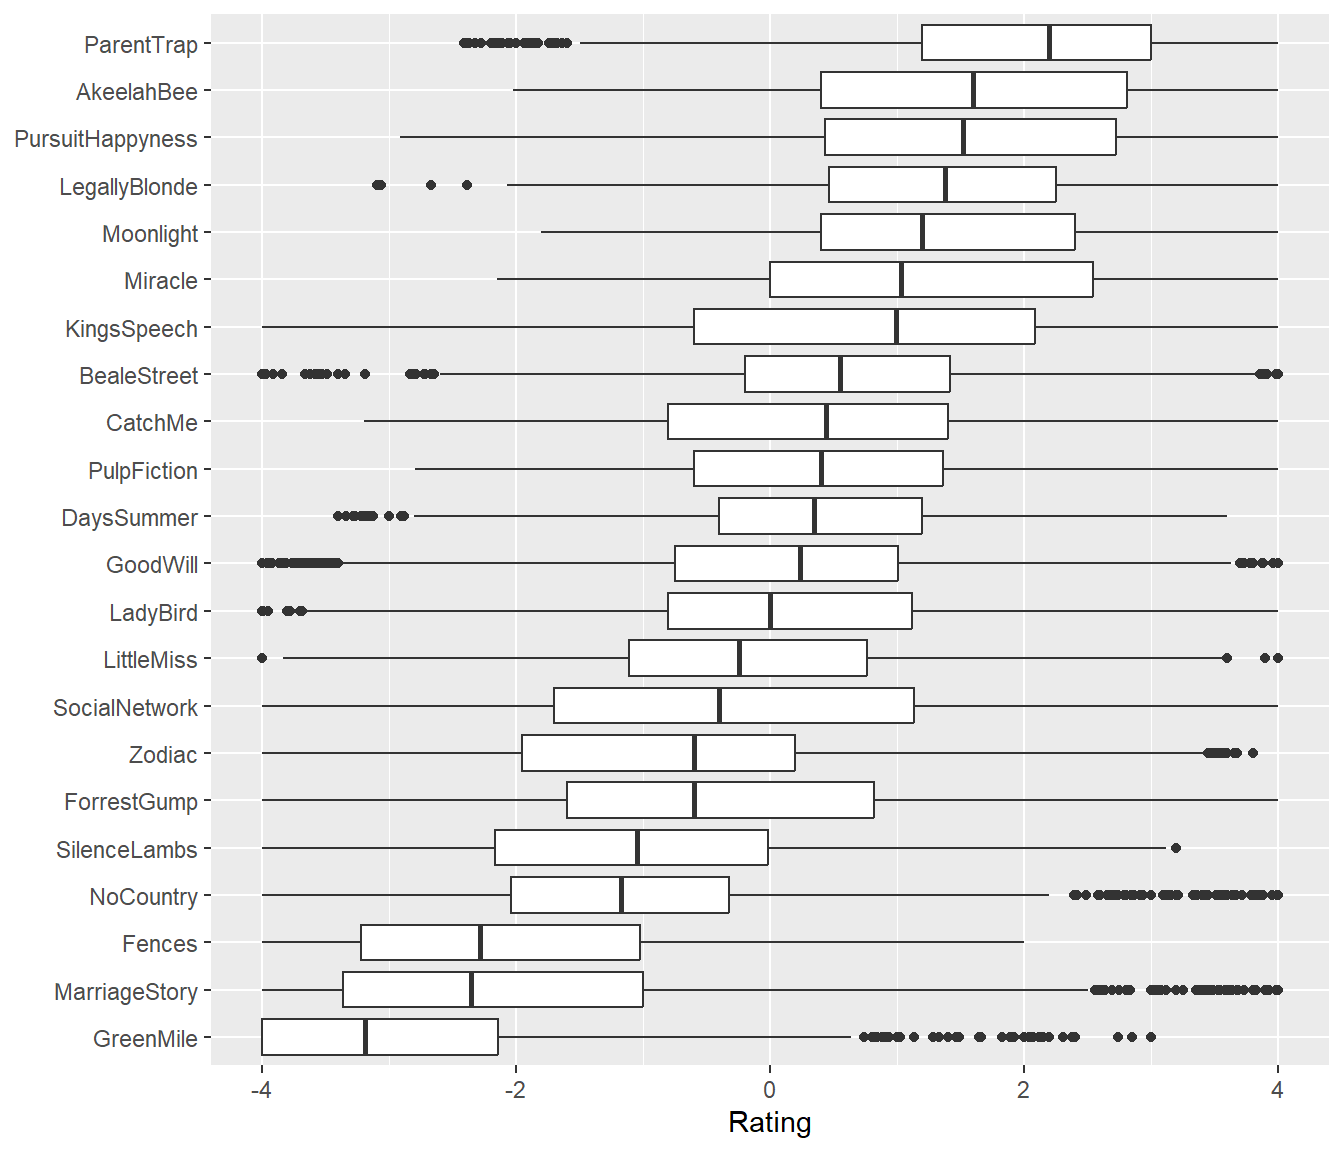 ParentTrap
AkeelahBee
PursuitHappyness
LegallyBlonde
Moonlight
Miracle
KingsSpeech
BealeStreet
CatchMe
PulpFiction
DaysSummer
GoodWill
LadyBird
LittleMiss
SocialNetwork
Zodiac
ForrestGump
SilenceLambs
NoCountry
Fences
MarriageStory
GreenMile
-4 -2 0 2 4
Rating